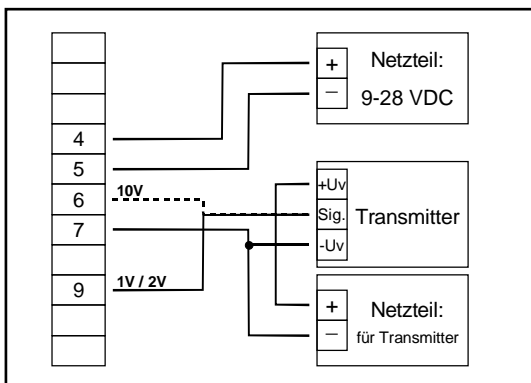 4
5
6
7
9
10V
1V / 2V
+
–
Netzteil:
9-28 VDC
+Uv
Sig.
-Uv
Transmitter
+
–
Netzteil:
für Transmitter